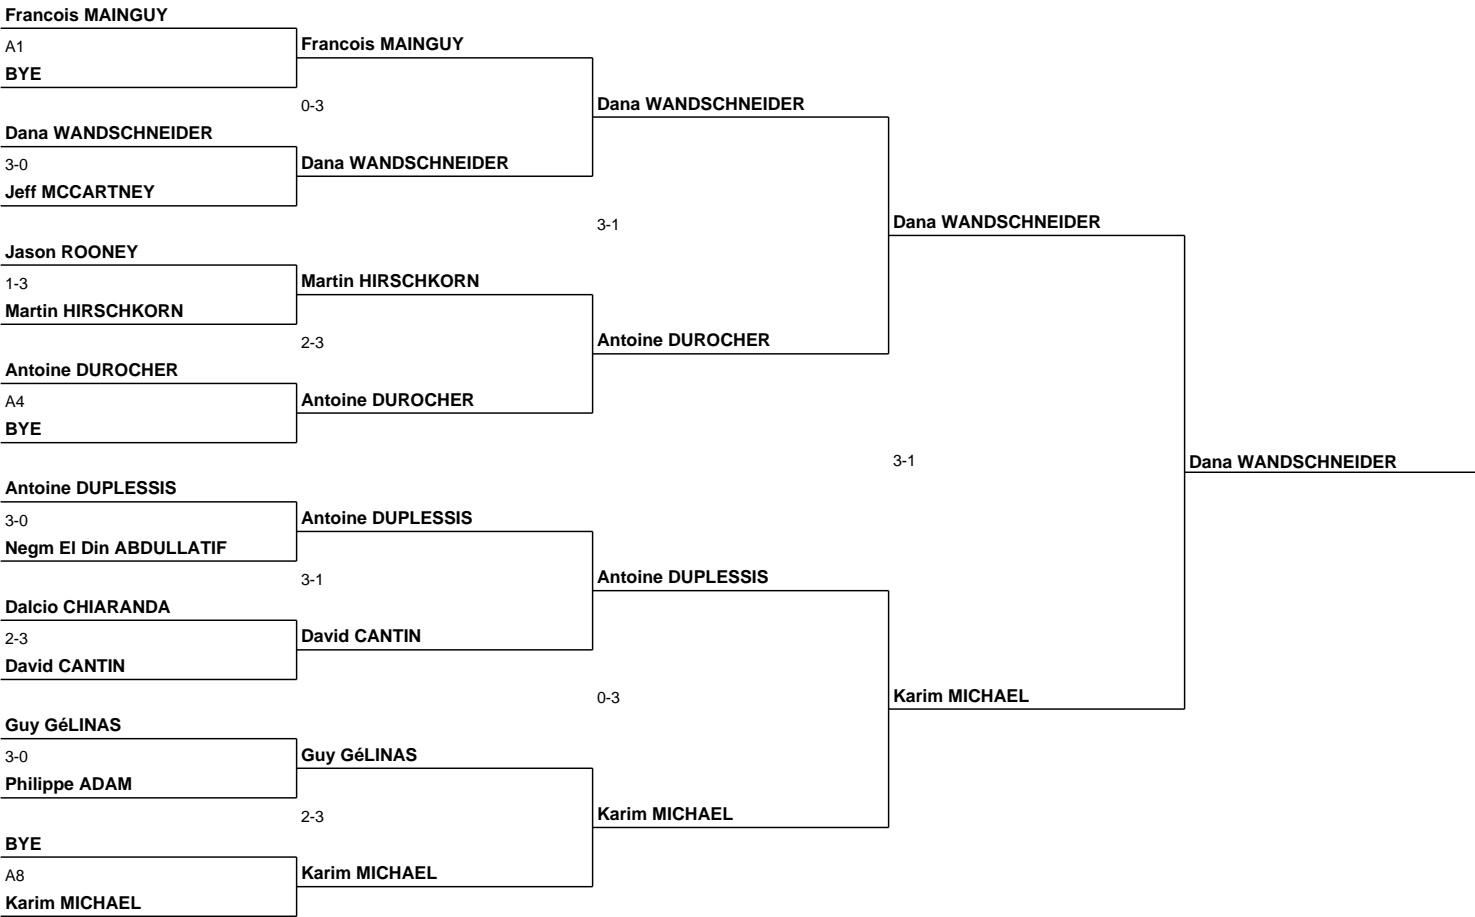 Francois MAINGUY
A1
BYE
Dana WANDSCHNEIDER
3-0
Jeff MCCARTNEY
Jason ROONEY
1-3
Martin HIRSCHKORN
Antoine DUROCHER
A4
BYE
Antoine DUPLESSIS
3-0
Negm El Din ABDULLATIF
Dalcio CHIARANDA
2-3
David CANTIN
Guy GéLINAS
3-0
Philippe ADAM
BYE
A8
Karim MICHAEL
Francois MAINGUY
0-3
Dana WANDSCHNEIDER
Martin HIRSCHKORN
2-3
Antoine DUROCHER
Antoine DUPLESSIS
3-1
David CANTIN
Guy GéLINAS
2-3
Karim MICHAEL
Dana WANDSCHNEIDER
3-1
Antoine DUROCHER
Antoine DUPLESSIS
0-3
Karim MICHAEL
Dana WANDSCHNEIDER
3-1
Karim MICHAEL
Dana WANDSCHNEIDER